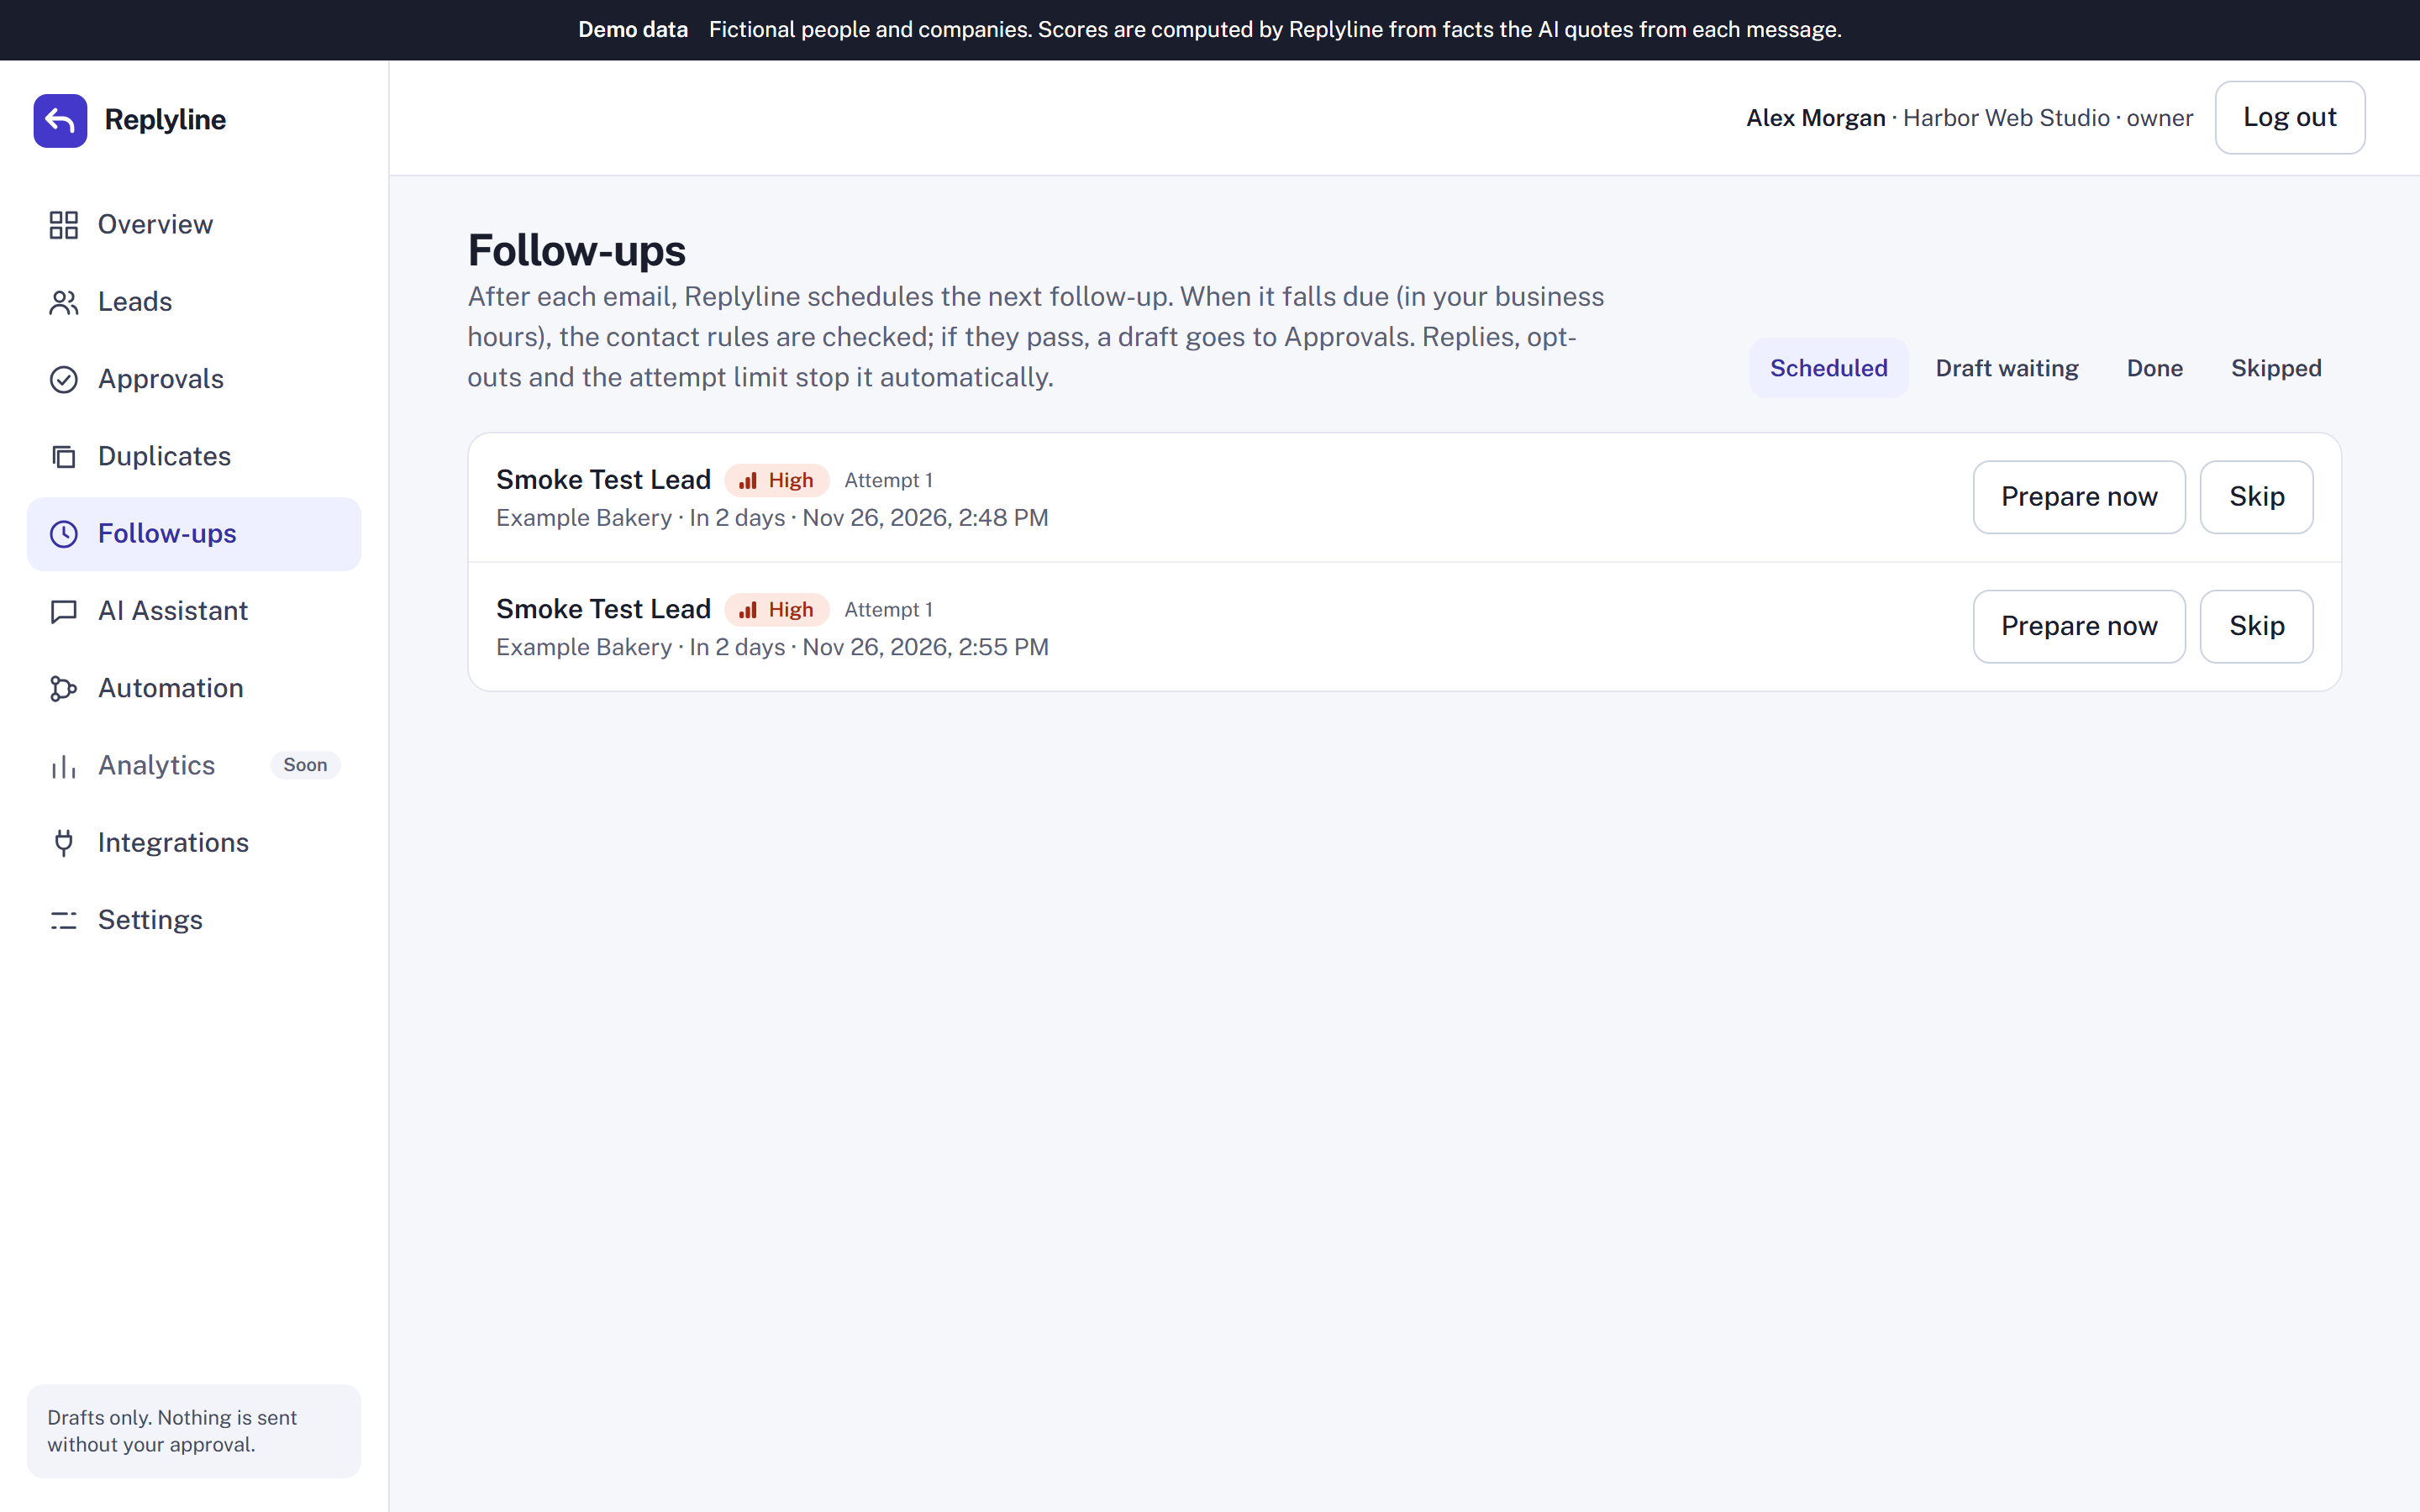 Demo data Fictional people and companies. Scores are computed by Replyline from facts the AI quotes from each message.
Replyline
Alex Morgan · Harbor Web Studio · owner
Log out
Overview
Leads
Approvals
Duplicates
Follow-ups
AI Assistant
Automation
Analytics Soon
Integrations
Settings
Drafts only. Nothing is sent
without your approval.
Follow-ups
After each email, Replyline schedules the next follow-up. When it falls due (in your business
hours), the contact rules are checked; if they pass, a draft goes to Approvals. Replies, opt-
outs and the attempt limit stop it automatically.
Scheduled Draft waiting Done Skipped
Smoke Test Lead High Attempt 1
Example Bakery · In 2 days · Nov 26, 2026, 2:48 PM
Prepare now Skip
Smoke Test Lead High Attempt 1
Example Bakery · In 2 days · Nov 26, 2026, 2:55 PM
Prepare now Skip